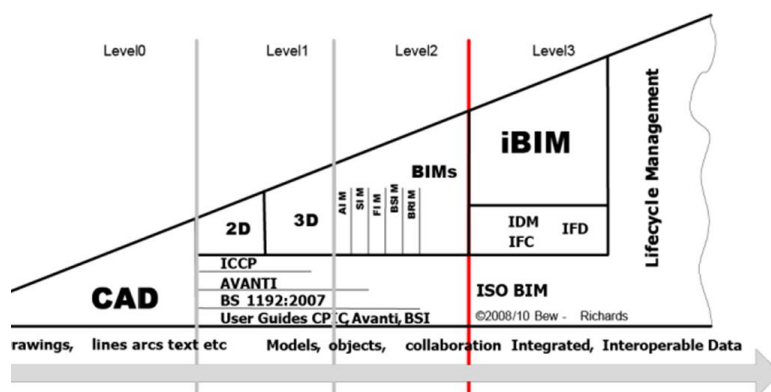 Level0 Level1 Level2 Level3
iBIM
BIMs
AIM
SIM
FIM
BSIM
BRIM
2D 3D
IDM IFD
IFC
Lifecycle Management
CAD
ICCP
AVANTI
BS 1192:2007
User Guides CPIC, Avanti, BSI
ISO BIM
©2008/10 Bew - Richards
rawings, lines arcs text etc Models, objects, collaboration Integrated, Interoperable Data